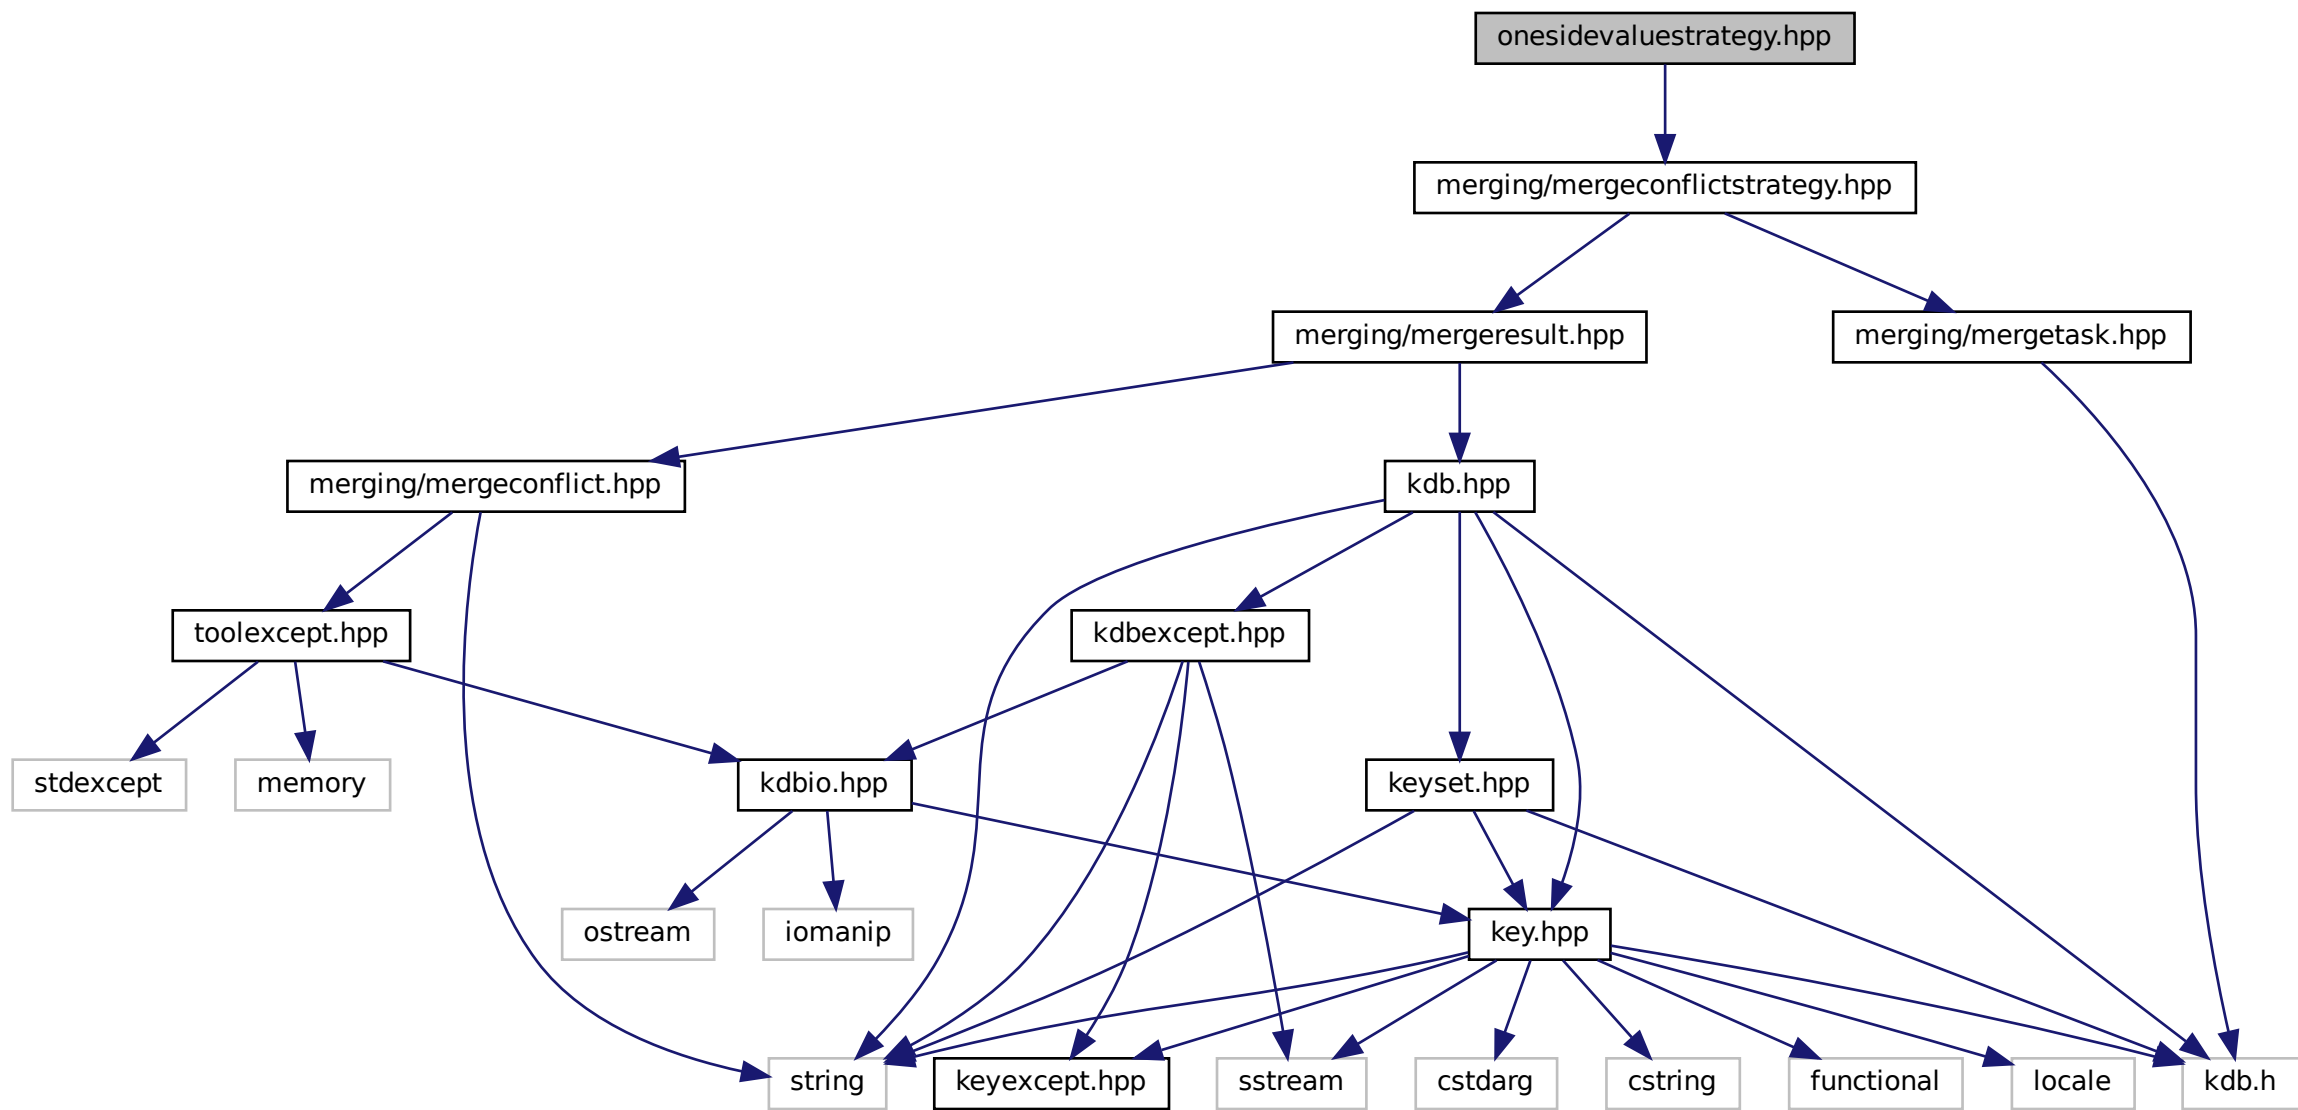 onesidevaluestrategy.hpp
merging/mergeconflictstrategy.hpp
merging/mergeresult.hpp
merging/mergetask.hpp
merging/mergeconflict.hpp
kdb.hpp
toolexcept.hpp
kdbexcept.hpp
stdexcept
memory
kdbio.hpp
keyset.hpp
ostream
iomanip
key.hpp
string
keyexcept.hpp
sstream
cstdarg
cstring
functional
locale
kdb.h